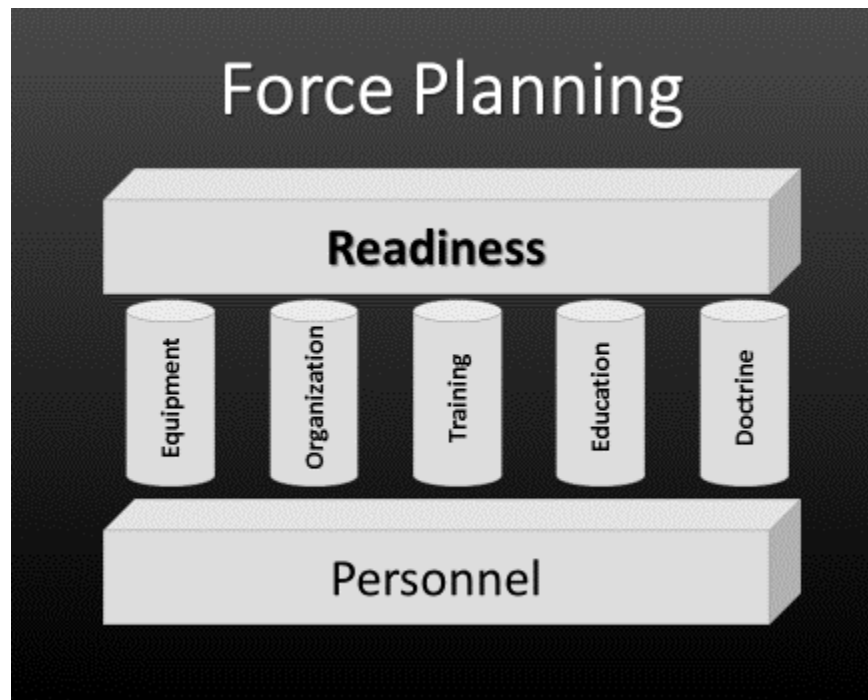 Force Planning
Readiness
Equipment
Organization
Training
Education
Doctrine
Personnel